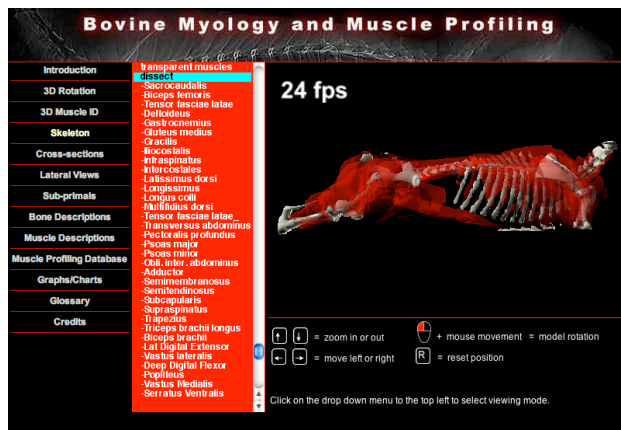 Bovine Myology and Muscle Profiling
Introduction
3D Rotation
3D Muscle ID
Skeleton
Cross-sections
Lateral Views
Sub-primals
Bone Descriptions
Muscle Descriptions
Muscle Profiling Database
Graphs/Charts
Glossary
Credits
transparent muscles
dissect
-Sacrocaudalis
-Biceps femoris
-Tensor fasciae latae
-Deltoideus
-Gastrocnemius
-Gluteus medius
-Gracilis
-Iliocostalis
-Infraspinatus
-Intercostales
-Latissimus dorsi
-Longissimus
-Longus colli
-Multifidius dorsi
-Tensor fasciae latae_
-Transversus abdominus
-Pectoralis profundus
-Psoas major
-Psoas minor
-Obli. inter. abdominus
-Adductor
-Semimembranosus
-Semitendinosus
-Subcapularis
-Supraspinatus
-Trapezius
-Triceps brachii longus
-Biceps brachii
-Lat Digital Extensor
-Vastus lateralis
-Deep Digital Flexor
-Popliteus
-Vastus Medialis
-Serratus Ventralis
24 fps
= zoom in or out
+ mouse movement = model rotation
= move left or right
R = reset position
Click on the drop down menu to the top left to select viewing mode.